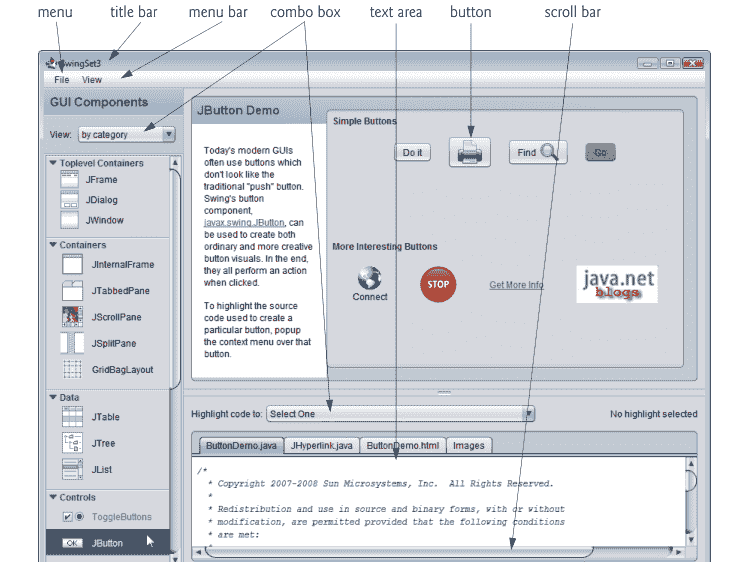 menu title bar menu bar combo box text area button scroll bar
SwingSet3
File View
GUI Components
View: by category
Toplevel Containers
JFrame
JDialog
JWindow
Containers
JInternalFrame
JTabbedPane
JScrollPane
JSplitPane
GridBagLayout
Data
JTable
JTree
JList
Controls
ToggleButtons
OK JButton
JButton Demo
Today's modern GUIs
often use buttons which
don't look like the
traditional "push" button.
Swing's button
component,
javax.swing.JButton, can
be used to create both
ordinary and more creative
button visuals. In the end,
they all perform an action
when clicked.
To highlight the source
code used to create a
particular button, popup
the context menu over that
button.
Simple Buttons
Do it Find Go
More Interesting Buttons
Connect
STOP
Get More Info
java.net
blogs
Highlight code to: Select One No highlight selected
ButtonDemo.java JHyperlink.java ButtonDemo.html Images
/*
* Copyright 2007-2008 Sun Microsystems, Inc. All Rights Reserved.
*
* Redistribution and use in source and binary forms, with or without
* modification, are permitted provided that the following conditions
* are met:
*